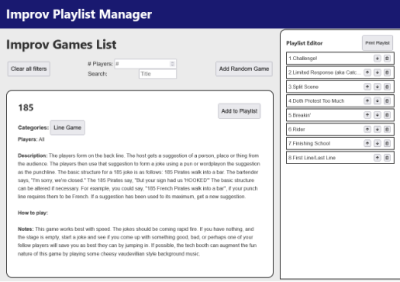 Improv Playlist Manager
Improv Games List
Clear all filters
# Players: #
Search: Title
Add Random Game
185
Add to Playlist
Categories: Line Game
Players: All
Description: The players form on the back line. The host gets a suggestion of a person, place or thing from
the audience. The players then use that suggestion to form a joke using a pun or wordplay on the suggestion
as the punchline. The basic structure for a 185 joke is as follows: 185 Pirates walk into a bar. The bartender
says, "I'm sorry, we're closed." The 185 Pirates say, "But your sign had us 'HOOKED'" The basic structure
can be altered if necessary. For example, you could say, "185 French Pirates walk into a bar", if your punch
line requires them to be French. If a suggestion has been used to its maximum, get a new suggestion.
How to play:
Notes: This game works best with speed. The jokes should be coming rapid fire. If you have nothing, and
the stage is empty, start a joke and see if you come up with something good, bad, or perhaps one of your
fellow players will save you as best they can by jumping in. If possible, the tech booth can augment the fun
nature of this game by playing some cheesy vaudevillian style background music.
Playlist Editor
Print Playlist
1.Challenge!
2.Limited Response (aka Catc...
3.Split Scene
4.Doth Protest Too Much
5.Breakin'
7.Finishing School
8.First Line/Last Line